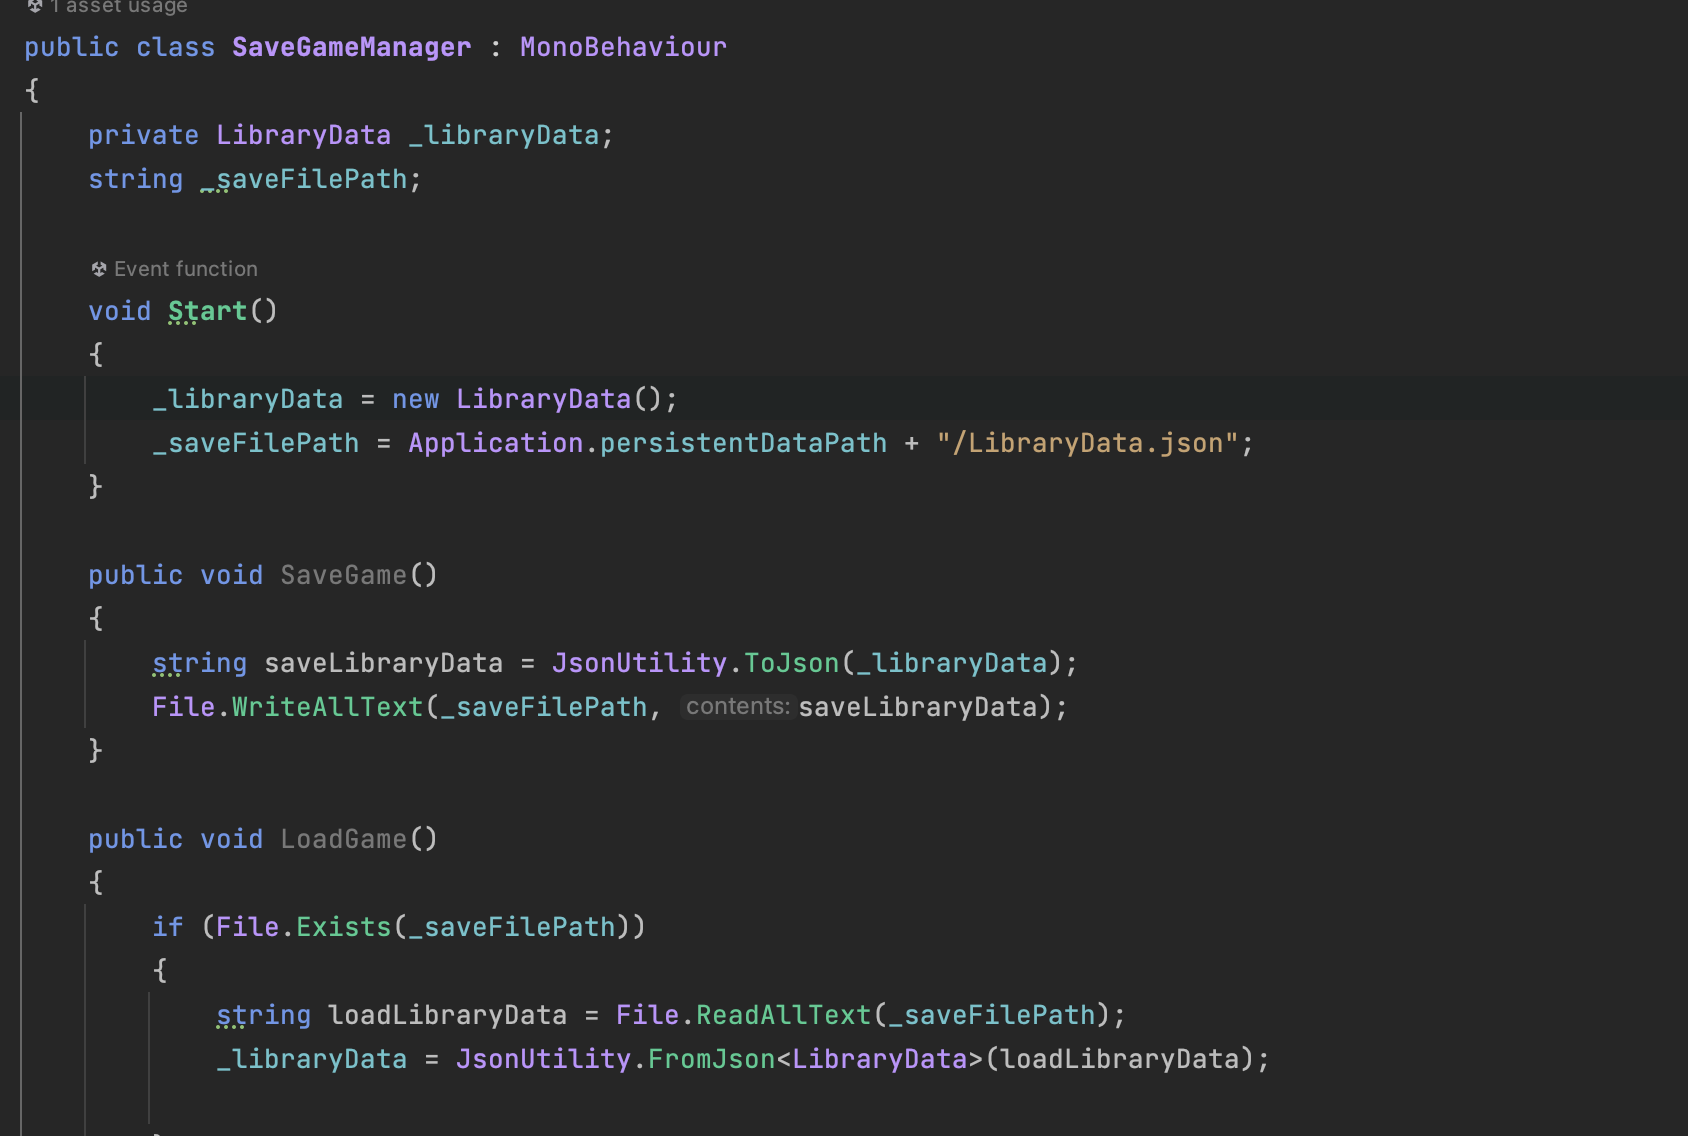 1 asset usage
public class SaveGameManager : MonoBehaviour
{
private LibraryData _libraryData;
string _saveFilePath;
Event function
void Start()
{
_libraryData = new LibraryData();
_saveFilePath = Application.persistentDataPath + "/LibraryData.json";
}
public void SaveGame()
{
string saveLibraryData = JsonUtility.ToJson(_libraryData);
File.WriteAllText(_saveFilePath, contents: saveLibraryData);
}
public void LoadGame()
{
if (File.Exists(_saveFilePath))
{
string loadLibraryData = File.ReadAllText(_saveFilePath);
_libraryData = JsonUtility.FromJson<LibraryData>(loadLibraryData);